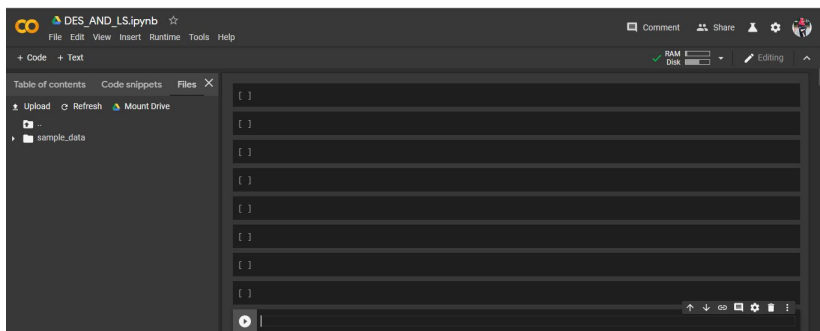 DES_AND_LS.ipynb
File Edit View Insert Runtime Tools Help
Comment Share
+ Code + Text
RAM
Disk
Editing
Table of contents Code snippets Files
Upload Refresh Mount Drive
..
sample_data
[ ]
[ ]
[ ]
[ ]
[ ]
[ ]
[ ]
[ ]